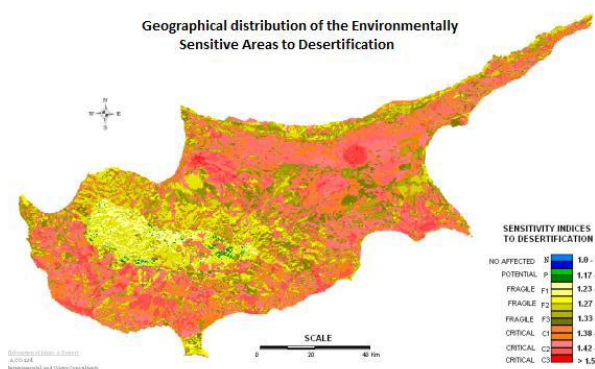 Geographical distribution of the Environmentally
Sensitive Areas to Desertification
N
W E
S
SENSITIVITY INDICES
TO DESERTIFICATION
NO AFFECTED N 1.0 -
POTENTIAL P 1.17 -
FRAGILE F1 1.23 -
FRAGILE F2 1.27
FRAGILE F3 1.33
CRITICAL C1 1.38 -
CRITICAL C2 1.42 -
CRITICAL C3 > 1.5
SCALE
0 20 40 Km